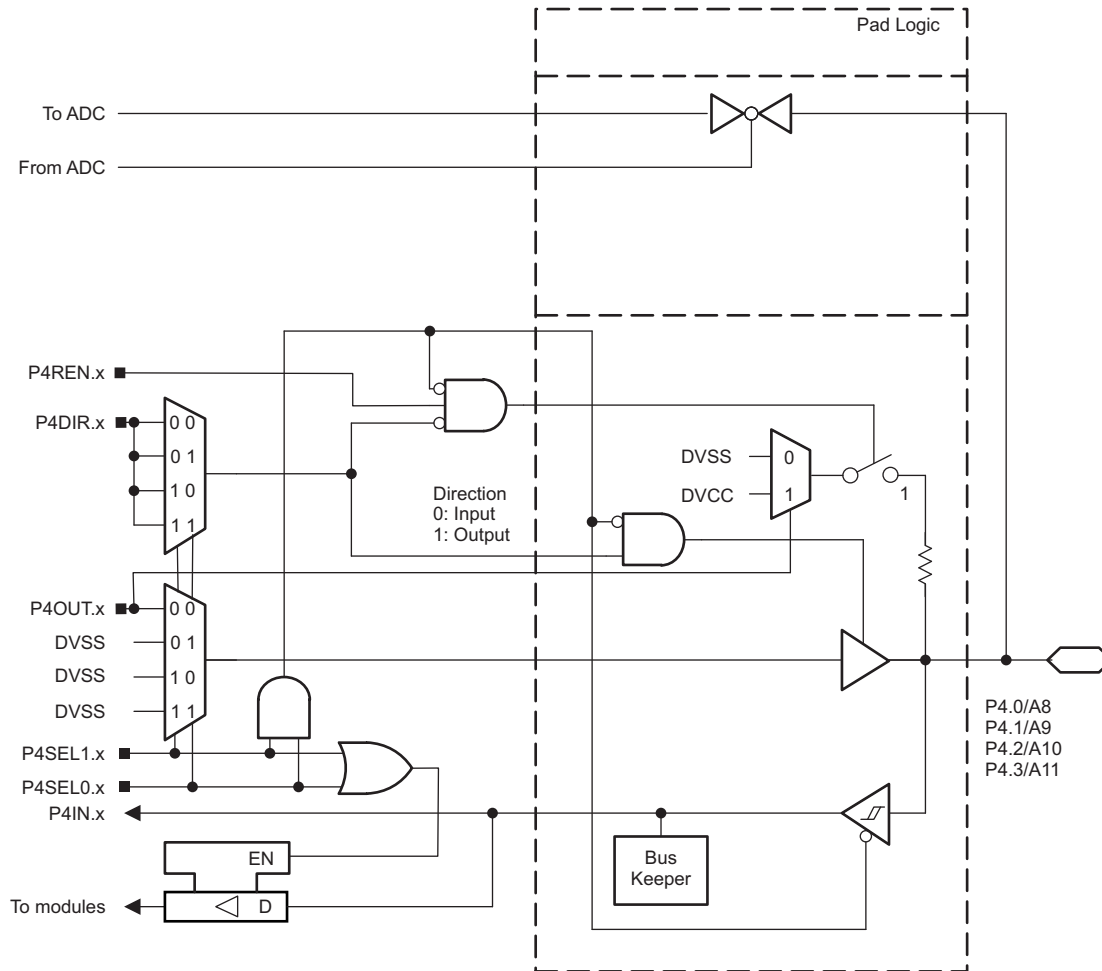 Pad Logic
To ADC
From ADC
P4REN.x
P4DIR.x
0 0
0 1
1 0
1 1
Direction
0: Input
1: Output
DVSS
0
DVCC
1
1
P4OUT.x
0 0
DVSS
0 1
DVSS
1 0
DVSS
1 1
P4SEL1.x
P4SEL0.x
P4IN.x
P4.0/A8
P4.1/A9
P4.2/A10
P4.3/A11
Bus
Keeper
EN
To modules
D